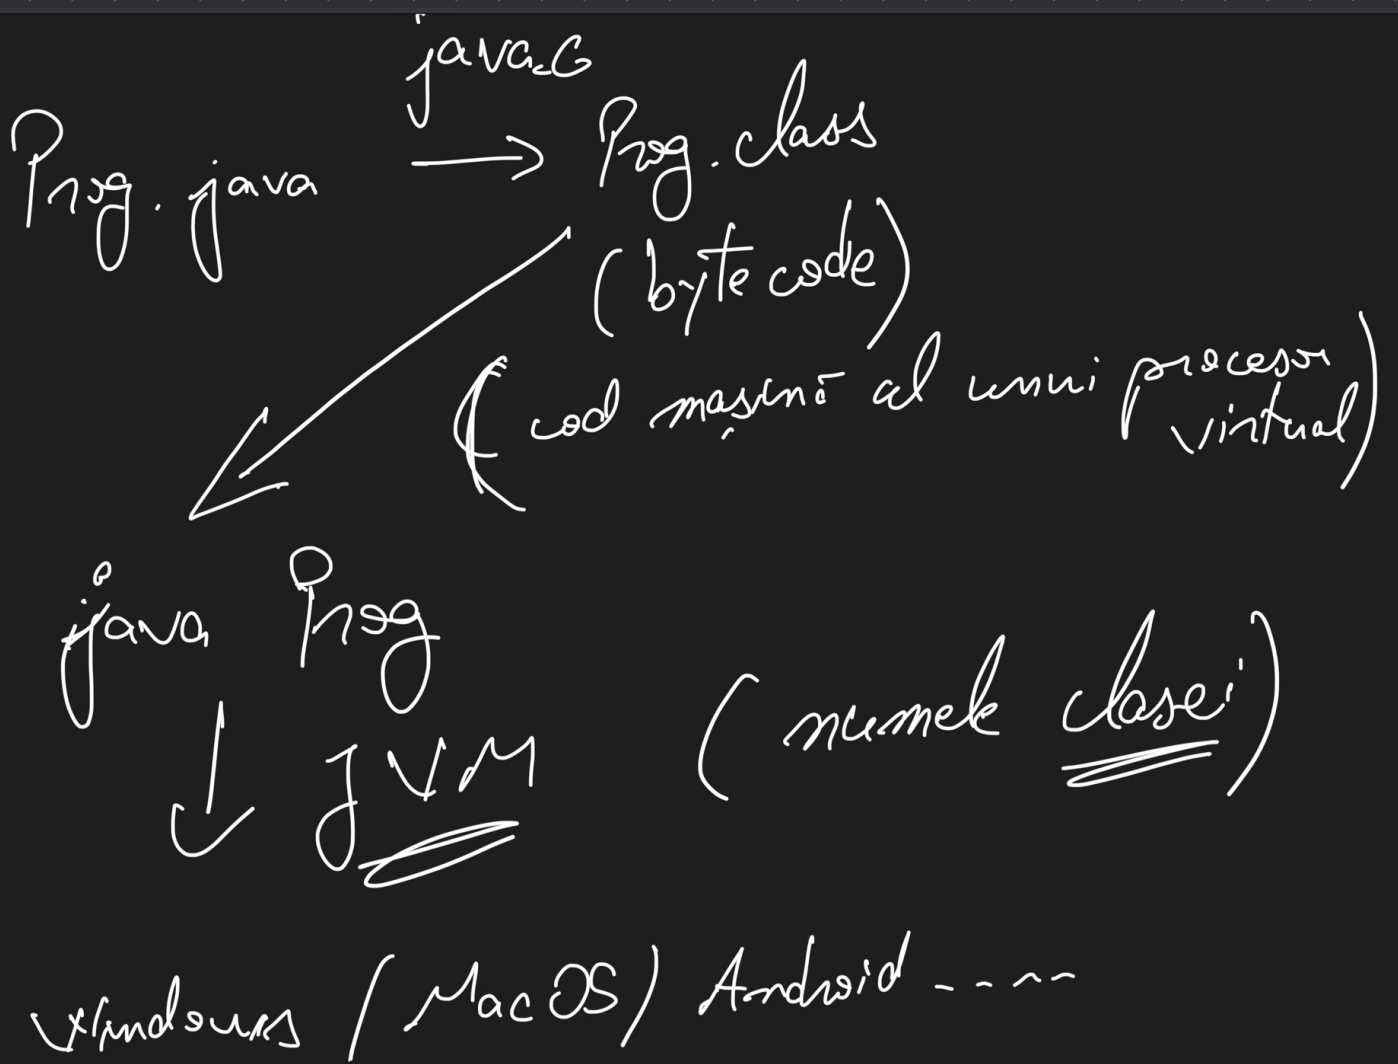 javac
Prog.java → Prog.class
(byte code)
(cod mașină al unui procesor
virtual)
java Prog
(numele clasei)
↓ JVM
Windows / MacOS / Android ----